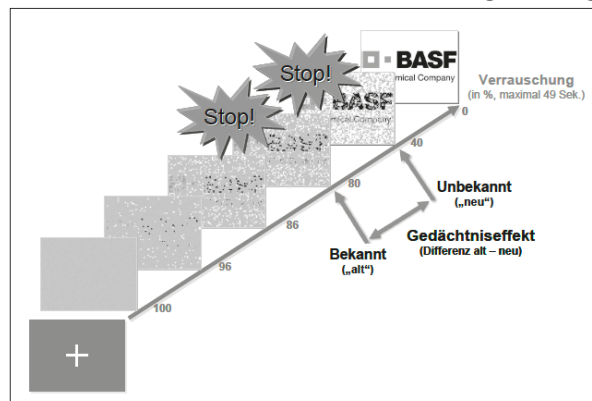 BASF
mical Company
Stop!
BASF
mical Company
Stop!
Verrauschung
(in %, maximal 49 Sek.)
0
40
80
86
96
100
Unbekannt
(„neu“)
Bekannt
(„alt“)
Gedächtniseffekt
(Differenz alt – neu)